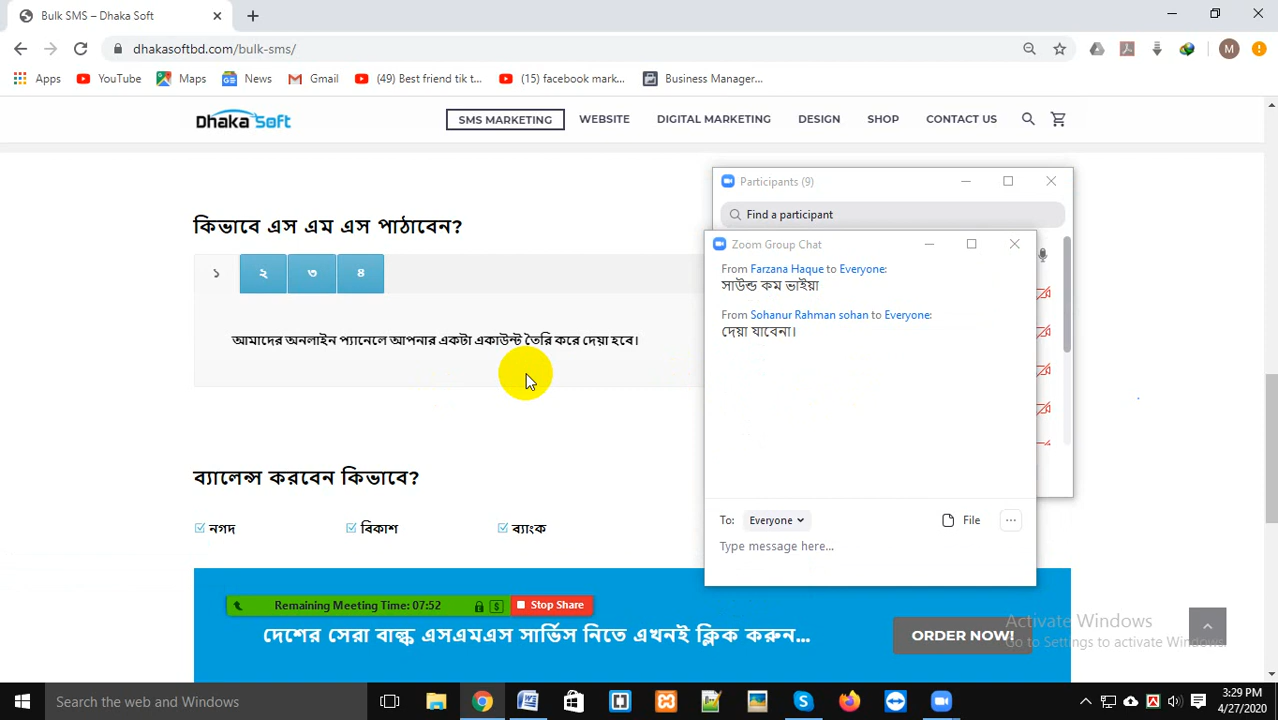 Bulk SMS – Dhaka Soft
dhakasoftbd.com/bulk-sms/
M
Apps YouTube Maps News Gmail (49) Best friend tik t... (15) facebook mark... Business Manager...
Dhaka Soft
SMS MARKETING WEBSITE DIGITAL MARKETING DESIGN SHOP CONTACT US
Participants (9)
Find a participant
কিভাবে এস এম এস পাঠাবেন?
Zoom Group Chat
১ ২ ৩ ৪
From Farzana Haque to Everyone:
সাউন্ড কম ভাইয়া
From Sohanur Rahman sohan to Everyone:
দেয়া যাবেনা।
আমাদের অনলাইন প্যানেলে আপনার একটা একাউন্ট তৈরি করে দেয়া হবে।
ব্যালেন্স করবেন কিভাবে?
নগদ বিকাশ ব্যাংক
To: Everyone File
Type message here...
Remaining Meeting Time: 07:52 Stop Share
দেশের সেরা বাল্ক এসএমএস সার্ভিস নিতে এখনই ক্লিক করুন...
ORDER NOW!
Activate Windows
Go to Settings to activate Windows.
Search the web and Windows
3:29 PM
4/27/2020